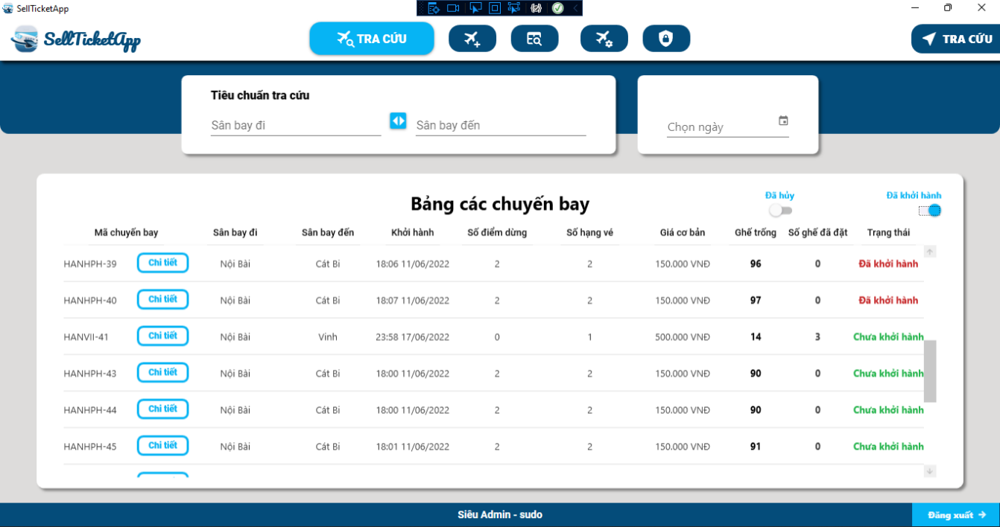 SellTicketApp
SellTicketApp
TRA CỨU
TRA CỨU
Tiêu chuẩn tra cứu
Sân bay đi
Sân bay đến
Chọn ngày
Bảng các chuyến bay
Đã hủy
Đã khởi hành
Mã chuyến bay Sân bay đi Sân bay đến Khởi hành Số điểm dừng Số hạng vé Giá cơ bản Ghế trống Số ghế đã đặt Trạng thái
HANHPH-39 Chi tiết Nội Bài Cát Bi 18:06 11/06/2022 2 2 150.000 VNĐ 96 0 Đã khởi hành
HANHPH-40 Chi tiết Nội Bài Cát Bi 18:07 11/06/2022 2 2 150.000 VNĐ 97 0 Đã khởi hành
HANVII-41 Chi tiết Nội Bài Vinh 23:58 17/06/2022 0 1 500.000 VNĐ 14 3 Chưa khởi hành
HANHPH-43 Chi tiết Nội Bài Cát Bi 18:00 11/06/2022 2 2 150.000 VNĐ 90 0 Chưa khởi hành
HANHPH-44 Chi tiết Nội Bài Cát Bi 18:00 11/06/2022 2 2 150.000 VNĐ 90 0 Chưa khởi hành
HANHPH-45 Chi tiết Nội Bài Cát Bi 18:01 11/06/2022 2 2 150.000 VNĐ 91 0 Chưa khởi hành
Siêu Admin - sudo
Đăng xuất